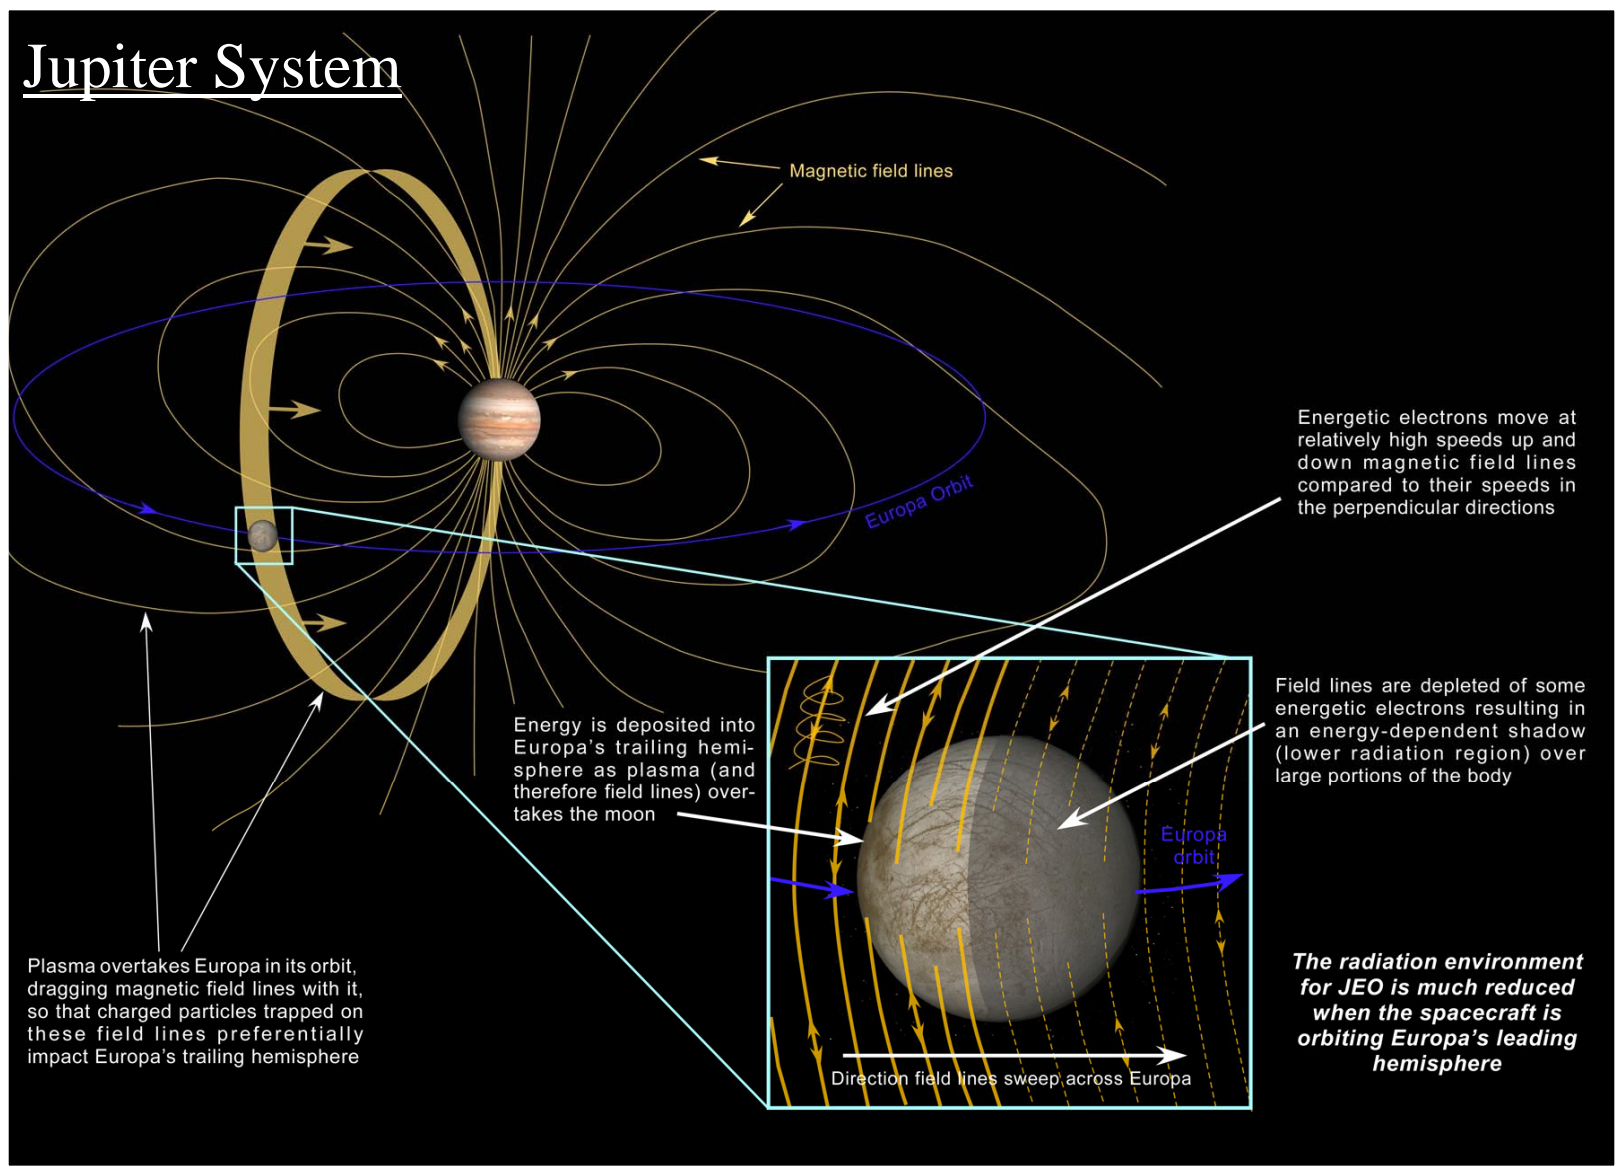 Jupiter System
Magnetic field lines
Energetic electrons move at
relatively high speeds up and
down magnetic field lines
compared to their speeds in
the perpendicular directions
Europa Orbit
Field lines are depleted of some
energetic electrons resulting in
an energy-dependent shadow
(lower radiation region) over
large portions of the body
Energy is deposited into
Europa's trailing hemi-
sphere as plasma (and
therefore field lines) over-
takes the moon
Europa
orbit
Plasma overtakes Europa in its orbit,
dragging magnetic field lines with it,
so that charged particles trapped on
these field lines preferentially
impact Europa's trailing hemisphere
The radiation environment
for JEO is much reduced
when the spacecraft is
orbiting Europa's leading
hemisphere
Direction field lines sweep across Europa